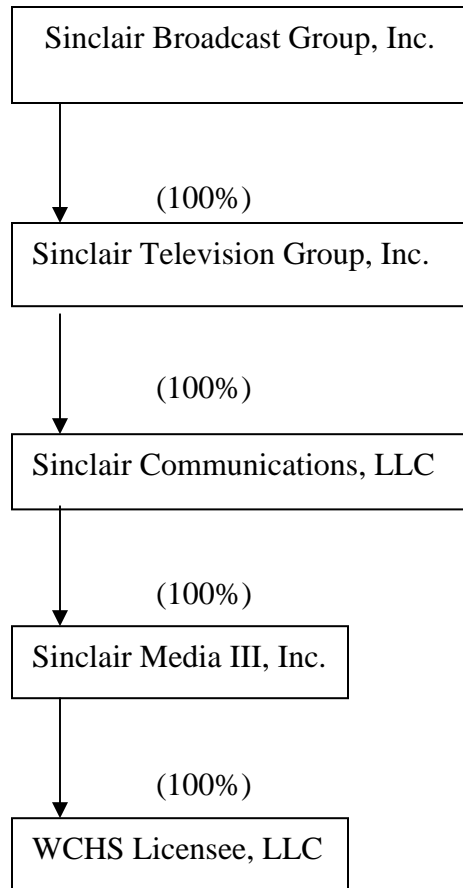 Sinclair Broadcast Group, Inc.
(100%)
Sinclair Television Group, Inc.
(100%)
Sinclair Communications, LLC
(100%)
Sinclair Media III, Inc.
(100%)
WCHS Licensee, LLC